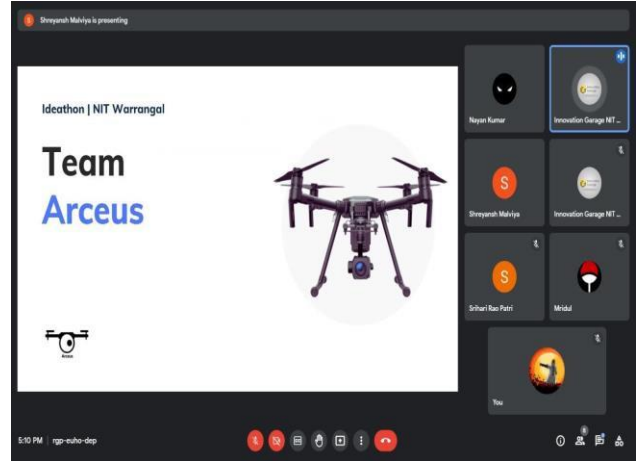 S
Shreyansh Malviya is presenting
Ideathon | NIT Warrangal
Team
Arceus
Arceus
Nayan Kumar
Innovation Garage NIT ...
S
Shreyansh Malviya
Innovation Garage NIT ...
S
Srihari Rao Patri
Mridul
You
5:10 PM | rgp-euho-dep